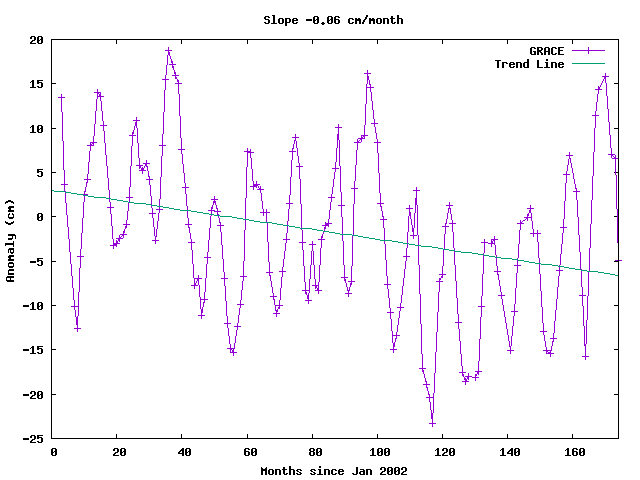 Slope -0.06 cm/month
GRACE
Trend Line
20
15
10
5
0
-5
-10
-15
-20
-25
Anomaly (cm)
0 20 40 60 80 100 120 140 160
Months since Jan 2002